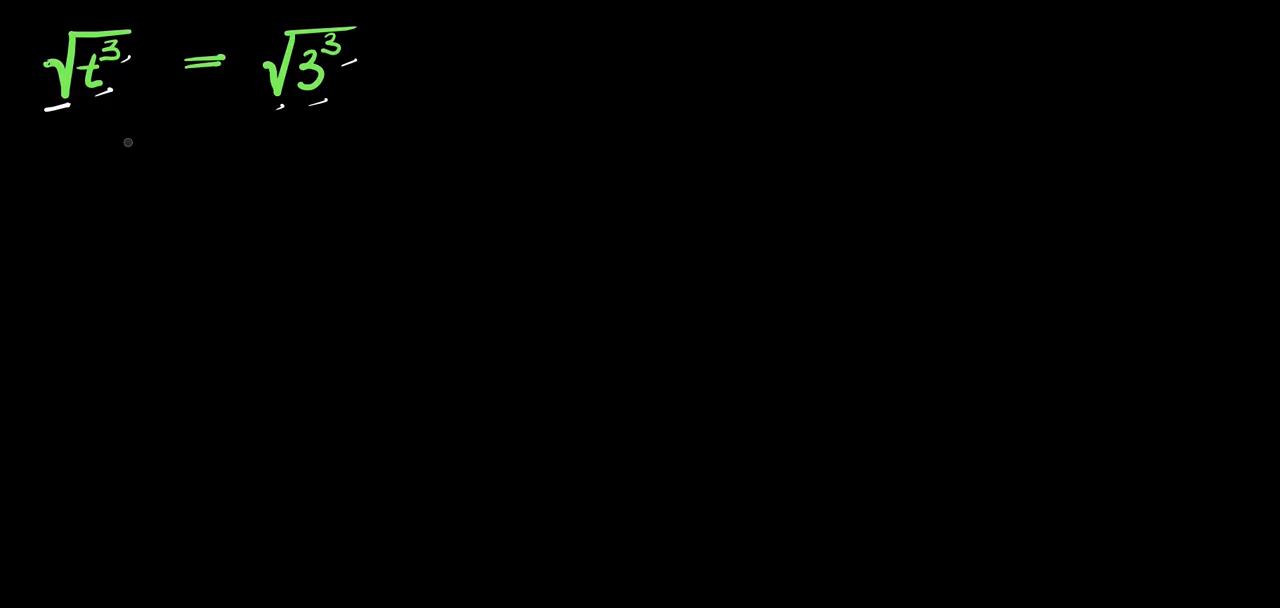 √t³ = √3³